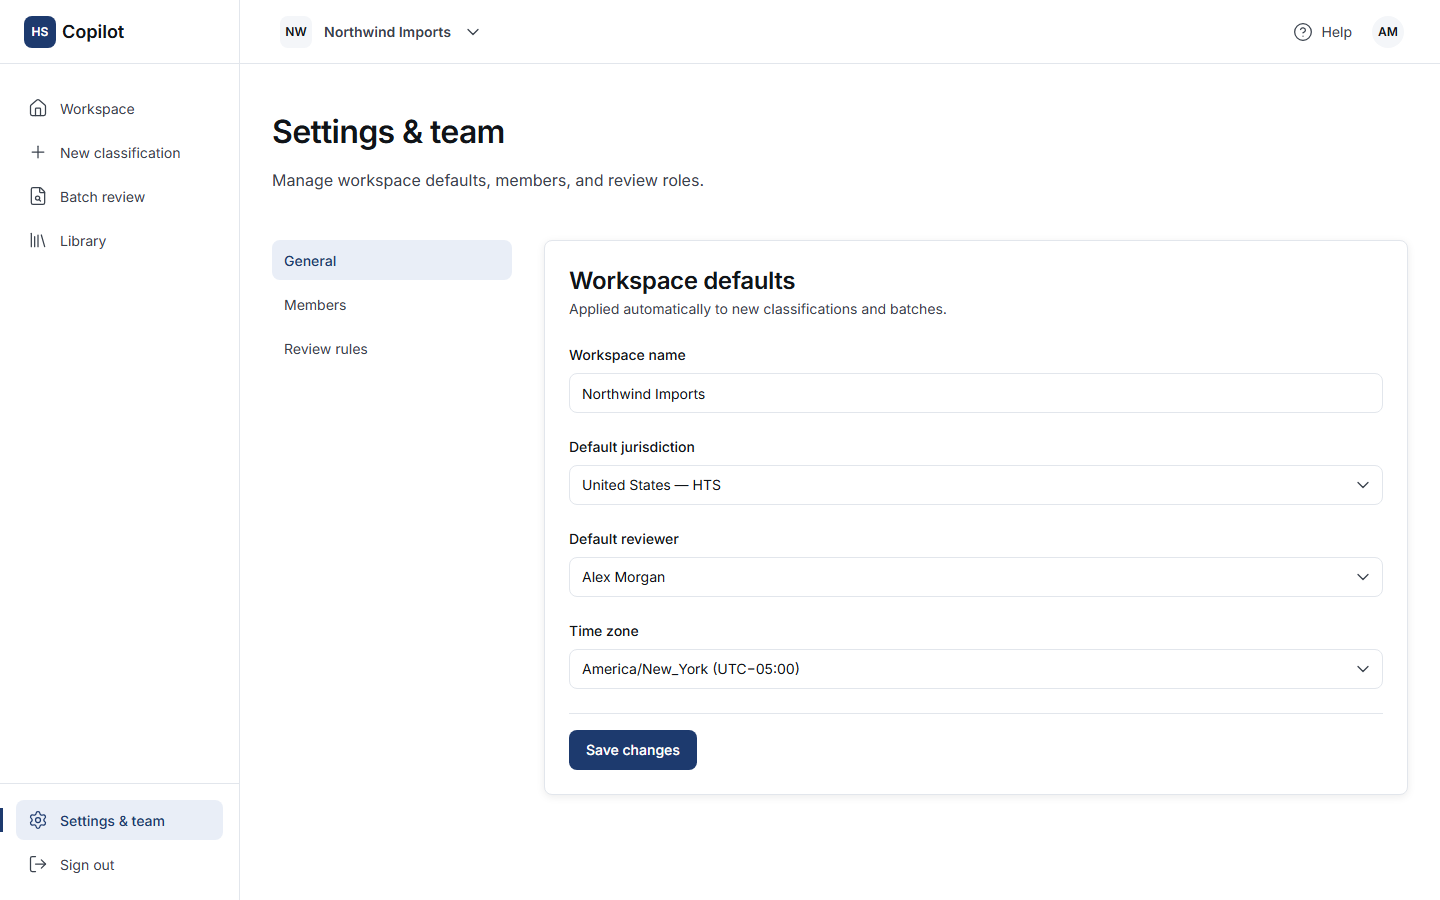 HS Copilot
NW Northwind Imports
Help
AM
Workspace
New classification
Batch review
Library
Settings & team
Sign out
Settings & team
Manage workspace defaults, members, and review roles.
General
Members
Review rules
Workspace defaults
Applied automatically to new classifications and batches.
Workspace name
Northwind Imports
Default jurisdiction
United States — HTS
Default reviewer
Alex Morgan
Time zone
America/New_York (UTC−05:00)
Save changes